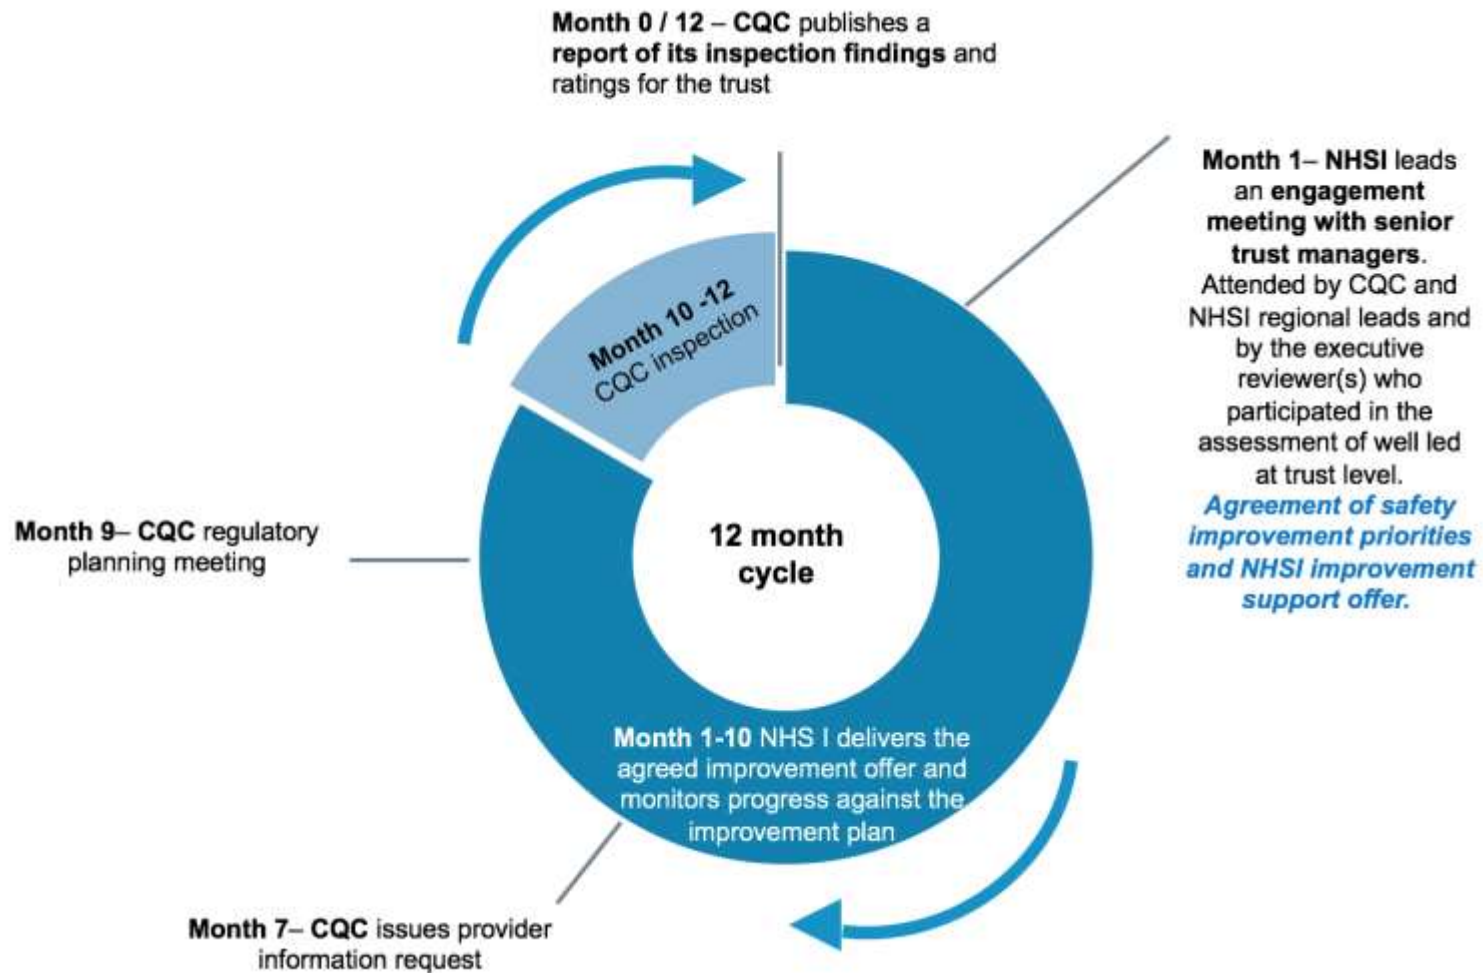 Month 0 / 12 – CQC publishes a
report of its inspection findings and
ratings for the trust
Month 1– NHSI leads
an engagement
meeting with senior
trust managers.
Attended by CQC and
NHSI regional leads and
by the executive
reviewer(s) who
participated in the
assessment of well led
at trust level.
Agreement of safety
improvement priorities
and NHSI improvement
support offer.
Month 10 -12
CQC inspection
12 month
cycle
Month 9– CQC regulatory
planning meeting
Month 1-10 NHS I delivers the
agreed improvement offer and
monitors progress against the
improvement plan
Month 7– CQC issues provider
information request